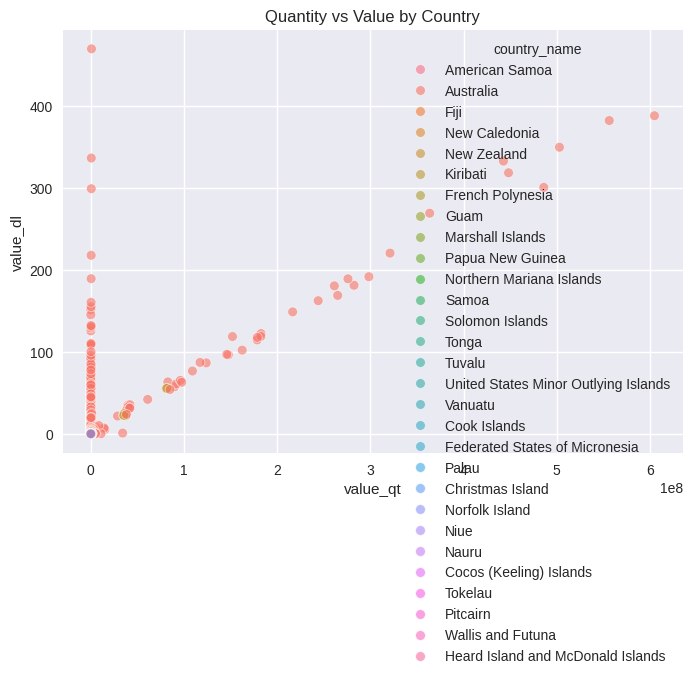 Quantity vs Value by Country
country_name
American Samoa
Australia
Fiji
New Caledonia
New Zealand
Kiribati
French Polynesia
Guam
Marshall Islands
Papua New Guinea
Northern Mariana Islands
Samoa
Solomon Islands
Tonga
Tuvalu
United States Minor Outlying Islands
Vanuatu
Cook Islands
Federated States of Micronesia
Palau
Christmas Island
Norfolk Island
Niue
Nauru
Cocos (Keeling) Islands
Tokelau
Pitcairn
Wallis and Futuna
Heard Island and McDonald Islands
value_dl
400
300
200
100
0
0 1 2 3 4 5 6
1e8
value_qt